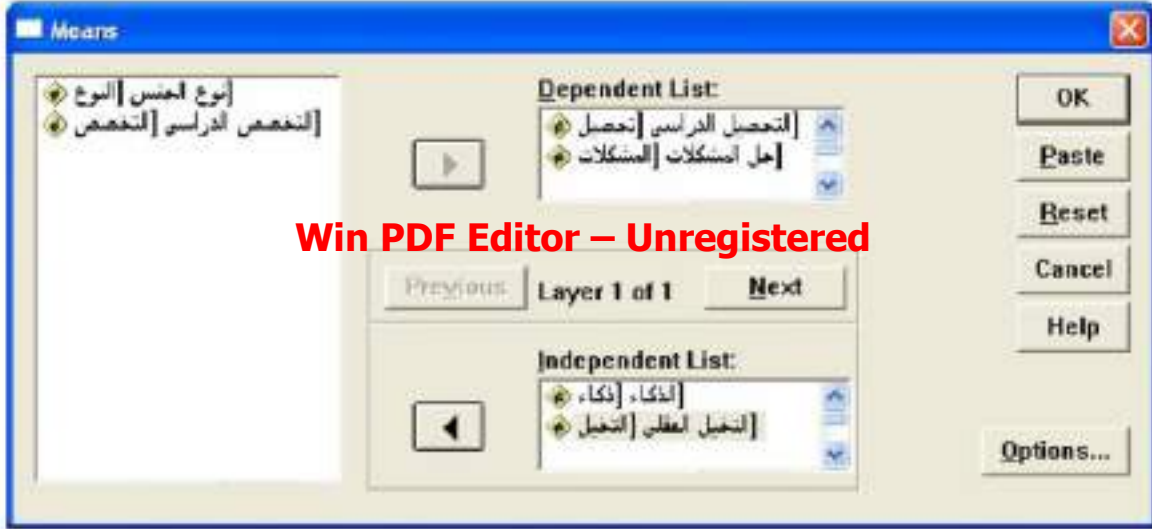 Means
نوع الجنس [النوع]
التخصص الدراسي [التخصص]
Dependent List:
التحصيل الدراسي [تحصيل]
حل المشكلات [المشكلات]
Win PDF Editor – Unregistered
Previous
Layer 1 of 1
Next
Independent List:
الذكاء [ذكاء]
التخيل العقلي [التخيل]
OK
Paste
Reset
Cancel
Help
Options...